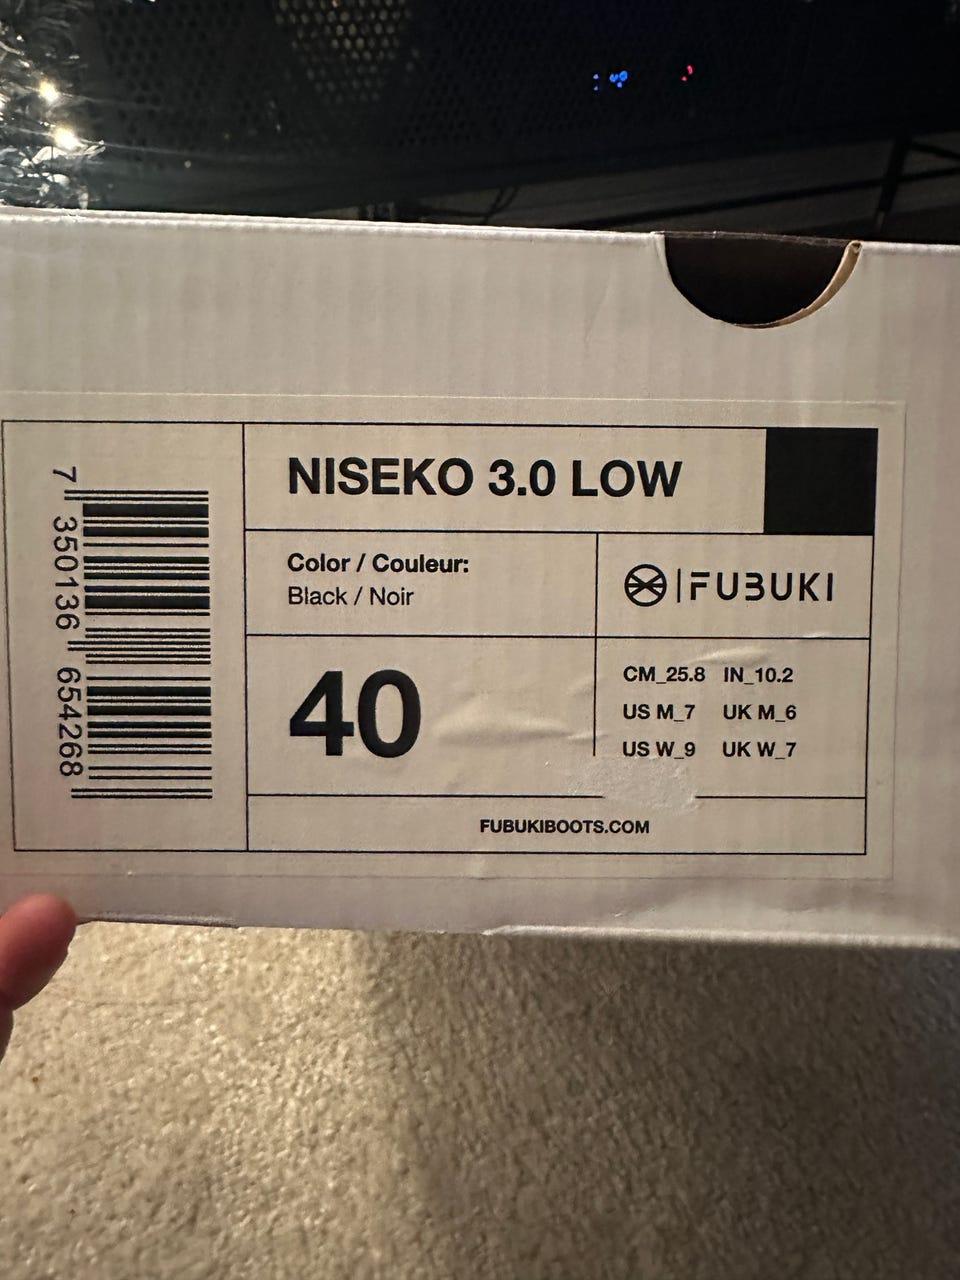 NISEKO 3.0 LOW
Color / Couleur:
Black / Noir
FUBUKI
40
CM_25.8 IN_10.2
US M_7 UK M_6
US W_9 UK W_7
FUBUKIBOOTS.COM
7 350136 654268